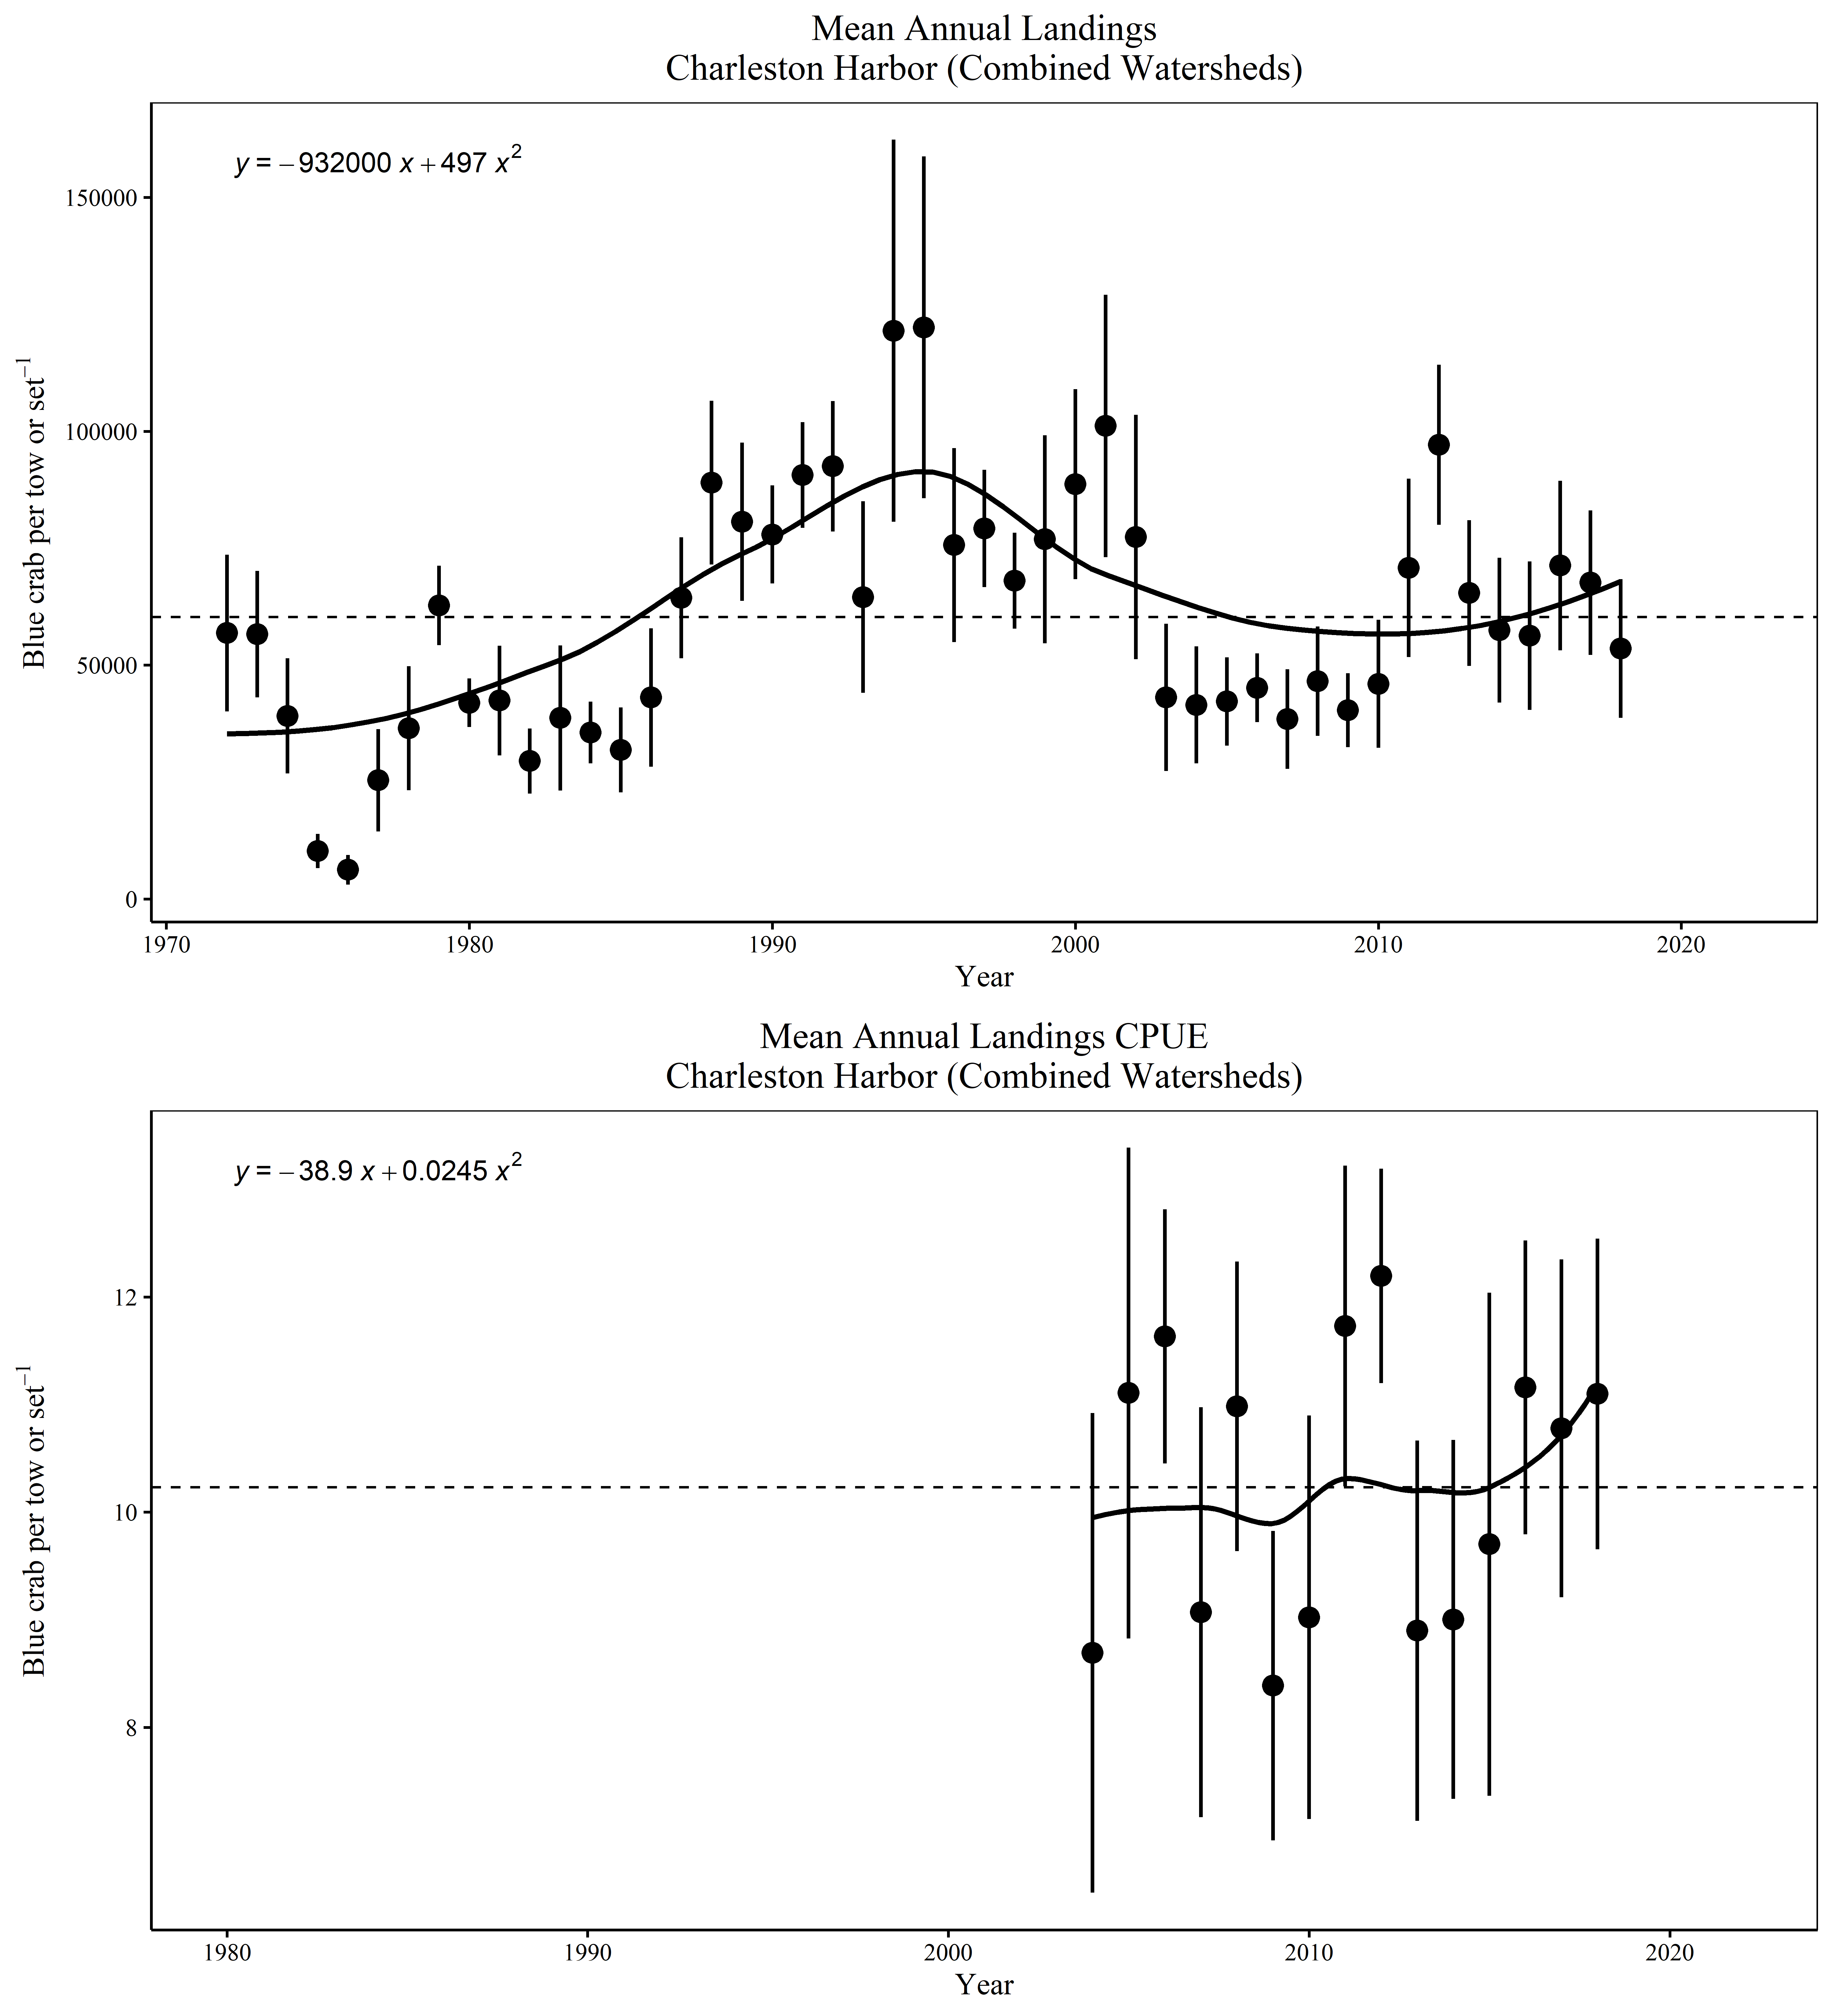 Mean Annual Landings
Charleston Harbor (Combined Watersheds)
y = −932000 x + 497 x²
Blue crab per tow or set⁻¹
150000
100000
50000
0
1970 1980 1990 2000 2010 2020
Year
Mean Annual Landings CPUE
Charleston Harbor (Combined Watersheds)
y = −38.9 x + 0.0245 x²
Blue crab per tow or set⁻¹
12
10
8
1980 1990 2000 2010 2020
Year